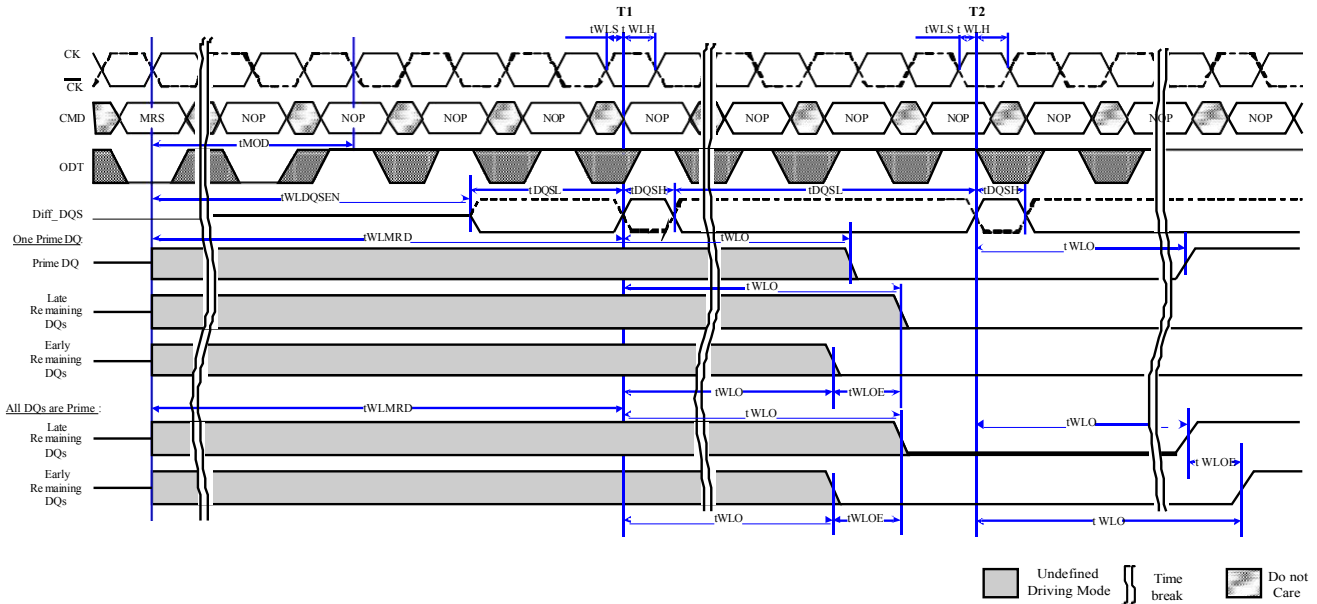 T1 T2
tWLS t WLH tWLS t WLH
CK
CK
CMD MRS NOP NOP NOP NOP NOP NOP NOP NOP NOP NOP
tMOD
ODT
tWLDQSEN tDQSL tDQSH tDQSL tDQSH
Diff_DQS
tWLMRD tWLO tWLO
One Prime DQ:
Prime DQ
t WLO
Late
Remaining
DQs
Early
Remaining
DQs
tWLO tWLOE
All DQs are Prime :
tWLMRD t WLO tWLO
Late
Remaining
DQs
t WLOE
Early
Remaining
DQs
tWLO tWLOE t WLO
Undefined
Driving Mode
Time
break
Do not
Care